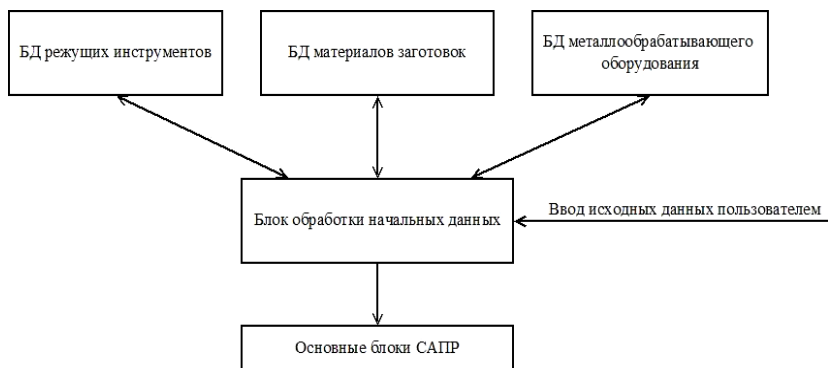 БД режущих инструментов
БД материалов заготовок
БД металлообрабатывающего
оборудования
Блок обработки начальных данных
Ввод исходных данных пользователем
Основные блоки САПР